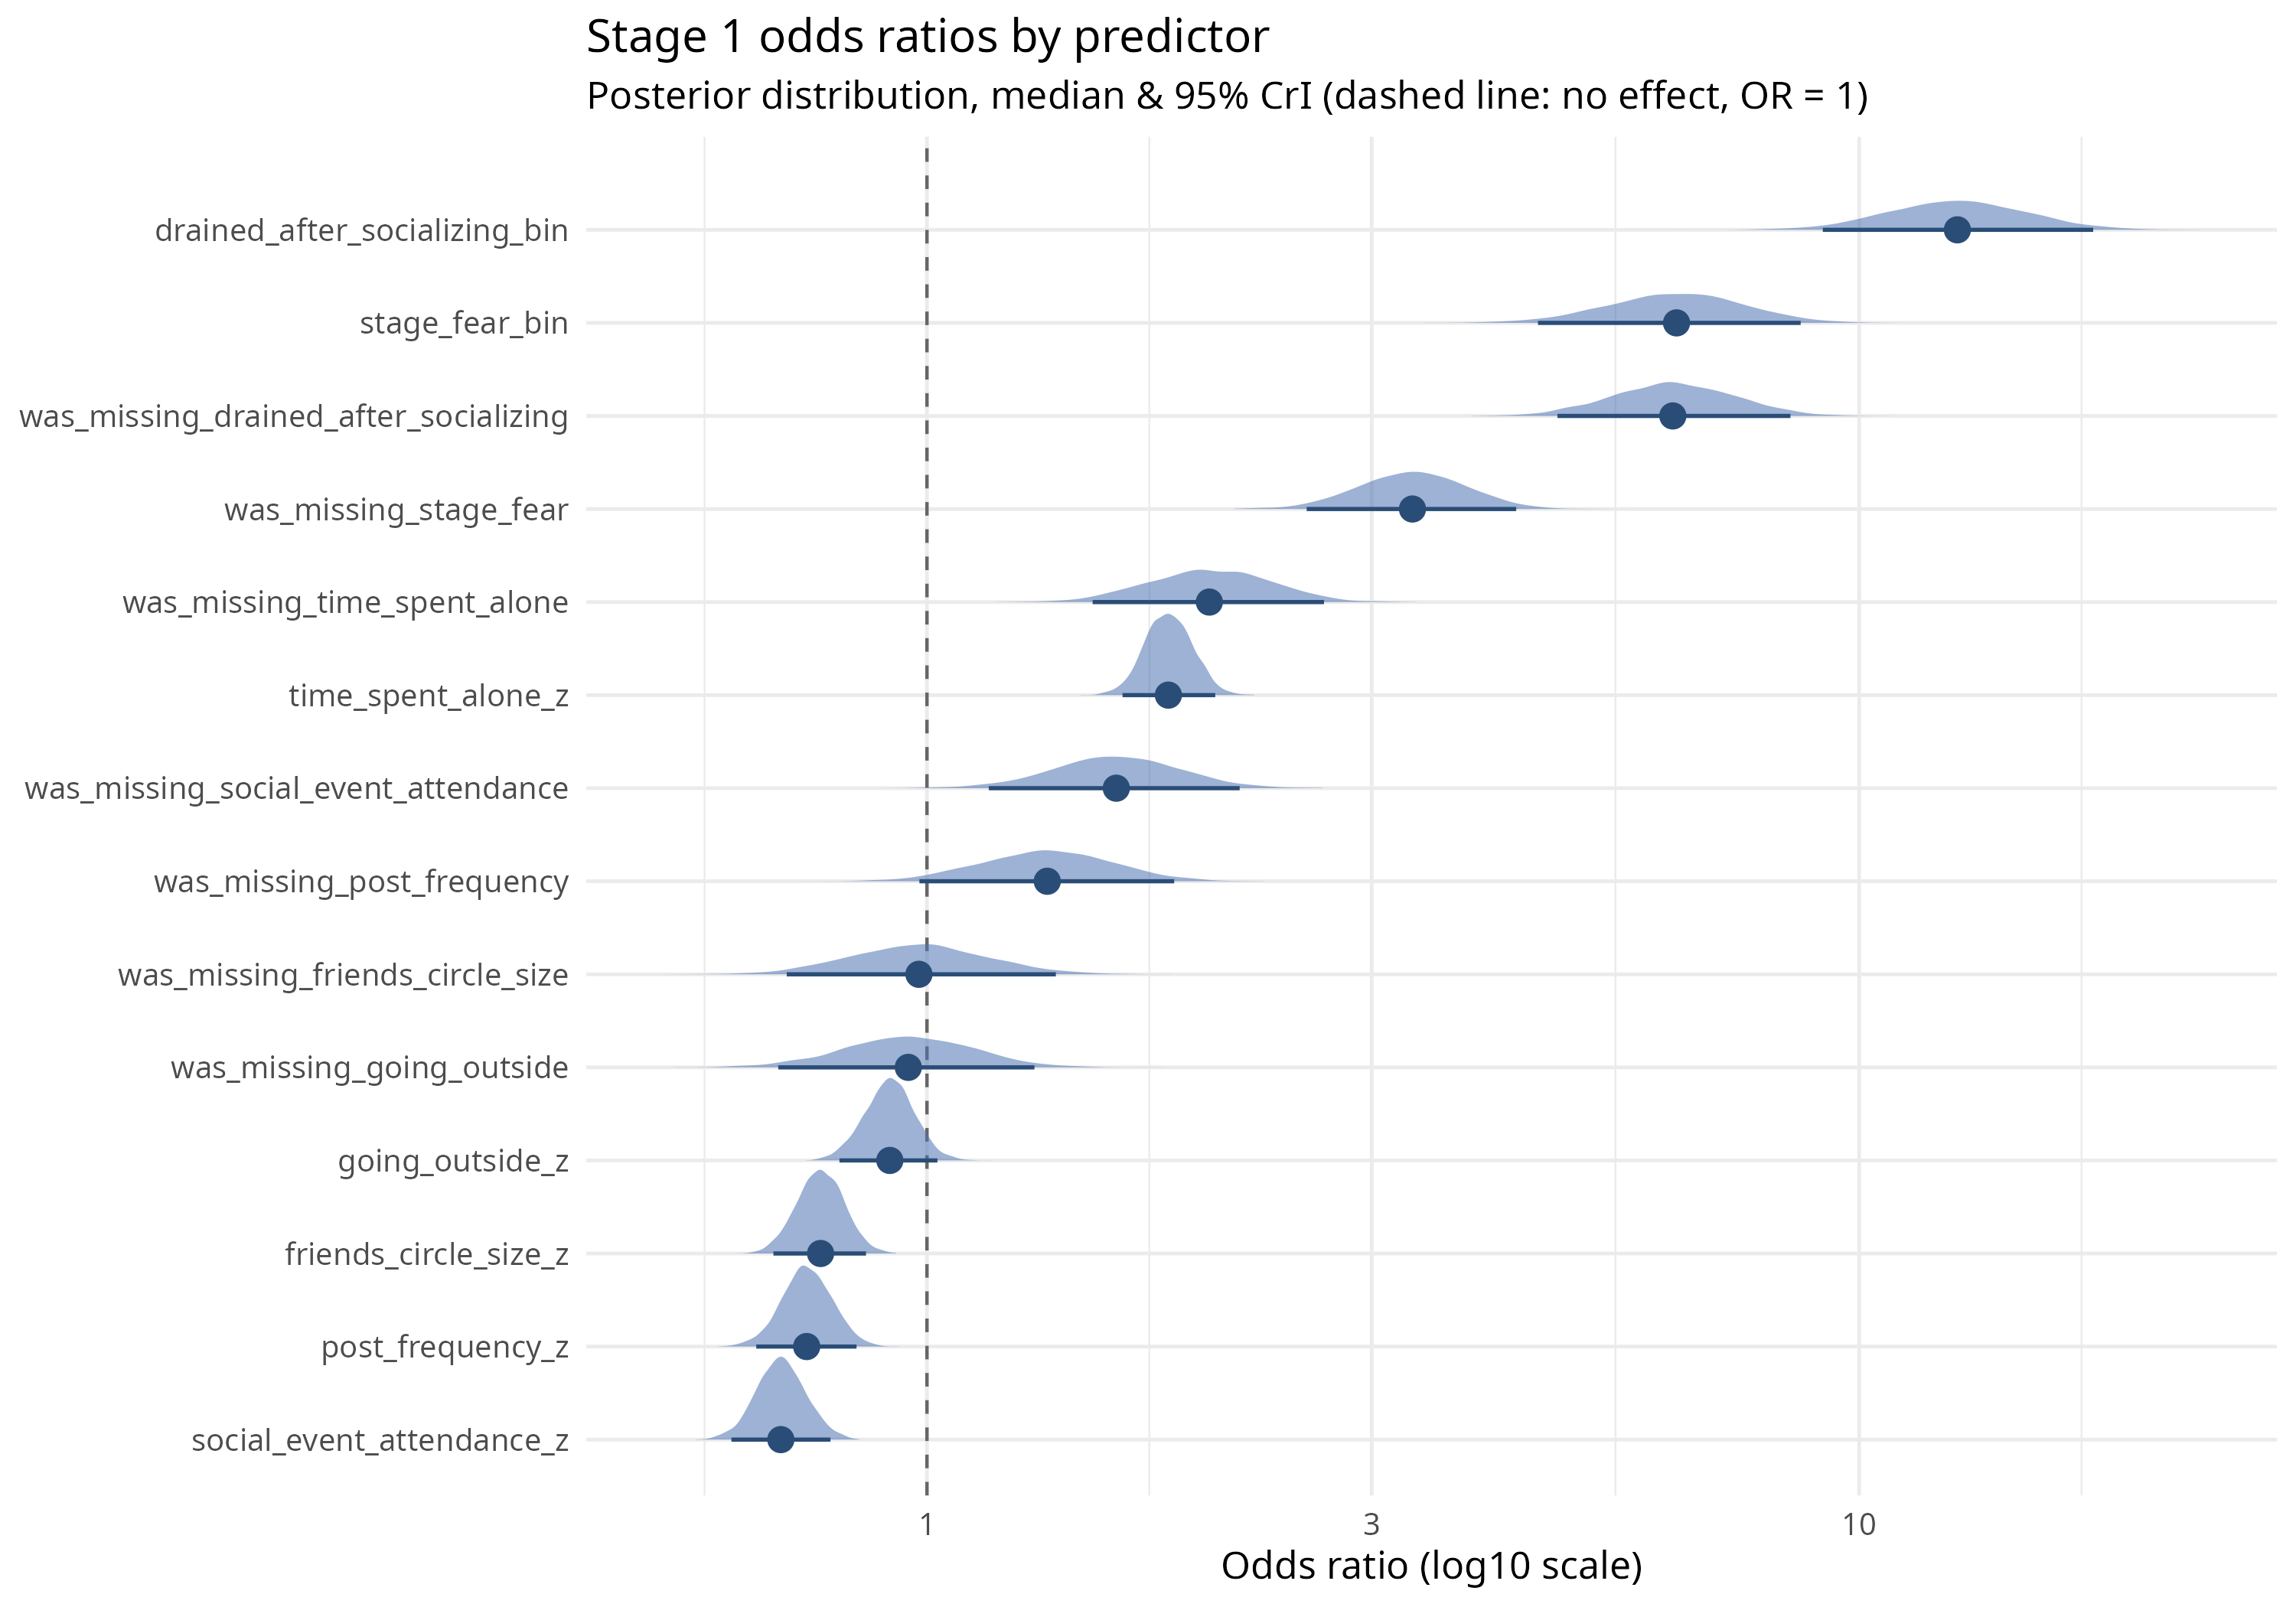 Stage 1 odds ratios by predictor
Posterior distribution, median & 95% CrI (dashed line: no effect, OR = 1)
drained_after_socializing_bin
stage_fear_bin
was_missing_drained_after_socializing
was_missing_stage_fear
was_missing_time_spent_alone
time_spent_alone_z
was_missing_social_event_attendance
was_missing_post_frequency
was_missing_friends_circle_size
was_missing_going_outside
going_outside_z
friends_circle_size_z
post_frequency_z
social_event_attendance_z
1 3 10
Odds ratio (log10 scale)